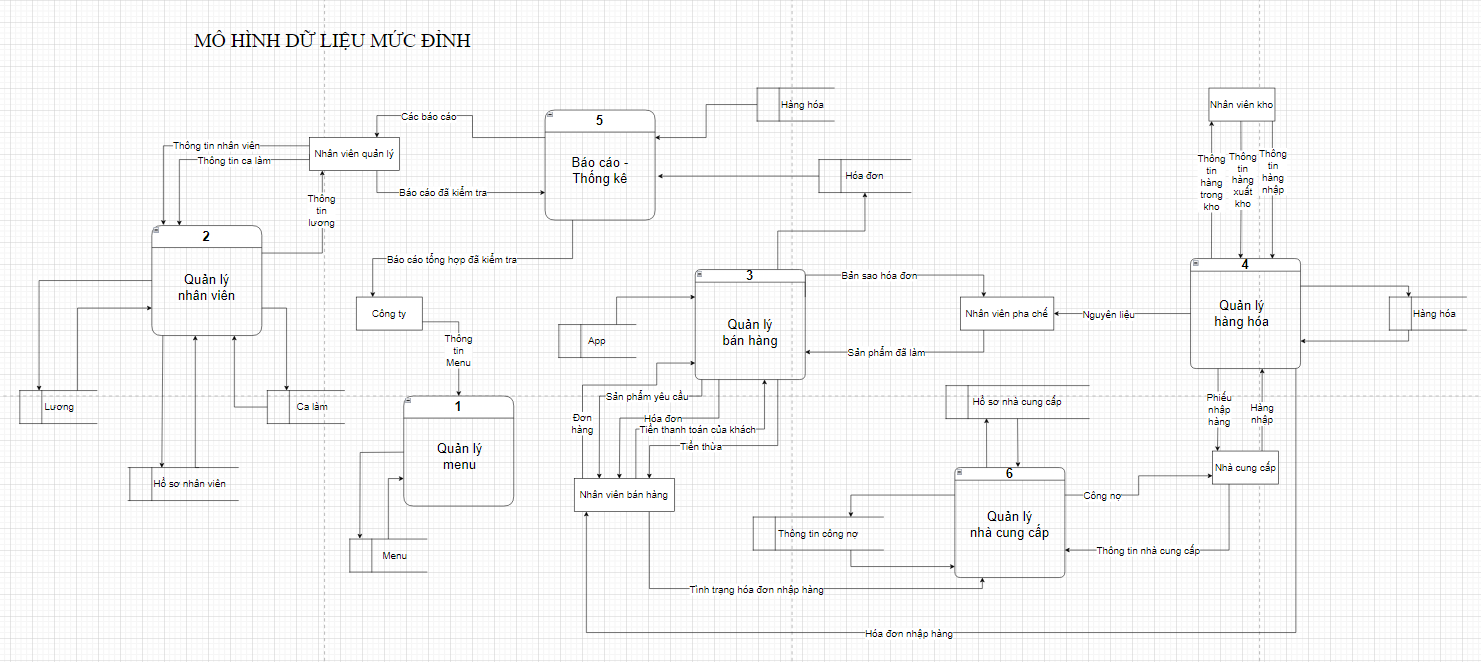 MÔ HÌNH DỮ LIỆU MỨC ĐỈNH
Hàng hóa
Nhân viên kho
Các báo cáo
5
Báo cáo -
Thống kê
Thông tin nhân viên
Thông tin ca làm
Nhân viên quản lý
Hóa đơn
Báo cáo đã kiểm tra
Thông
tin
lương
Thông
tin
hàng
trong
kho
Thông
tin
hàng
xuất
kho
Thông
tin
hàng
nhập
2
Quản lý
nhân viên
Báo cáo tổng hợp đã kiểm tra
3
Quản lý
bán hàng
Bản sao hóa đơn
4
Quản lý
hàng hóa
Công ty
Nhân viên pha chế
Nguyên liệu
Hàng hóa
Thông
tin
Menu
App
Sản phẩm đã làm
Lương
Ca làm
1
Quản lý
menu
Sản phẩm yêu cầu
Đơn
hàng
Hóa đơn
Tiền thanh toán của khách
Tiền thừa
Hồ sơ nhà cung cấp
Phiếu
nhập
hàng
Hàng
nhập
Hồ sơ nhân viên
Nhân viên bán hàng
6
Quản lý
nhà cung cấp
Công nợ
Nhà cung cấp
Thông tin công nợ
Thông tin nhà cung cấp
Menu
Tình trạng hóa đơn nhập hàng
Hóa đơn nhập hàng